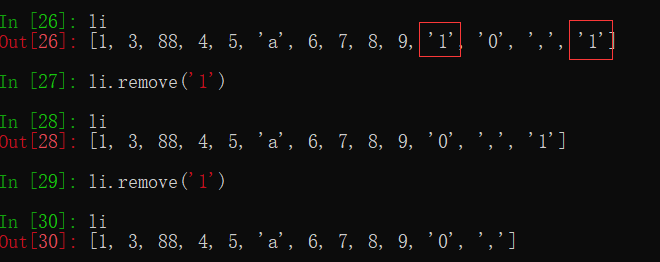 In [26]: li
Out[26]: [1, 3, 88, 4, 5, 'a', 6, 7, 8, 9, '1', '0', ',', '1']
In [27]: li.remove('1')
In [28]: li
Out[28]: [1, 3, 88, 4, 5, 'a', 6, 7, 8, 9, '0', ',', '1']
In [29]: li.remove('1')
In [30]: li
Out[30]: [1, 3, 88, 4, 5, 'a', 6, 7, 8, 9, '0', ',']